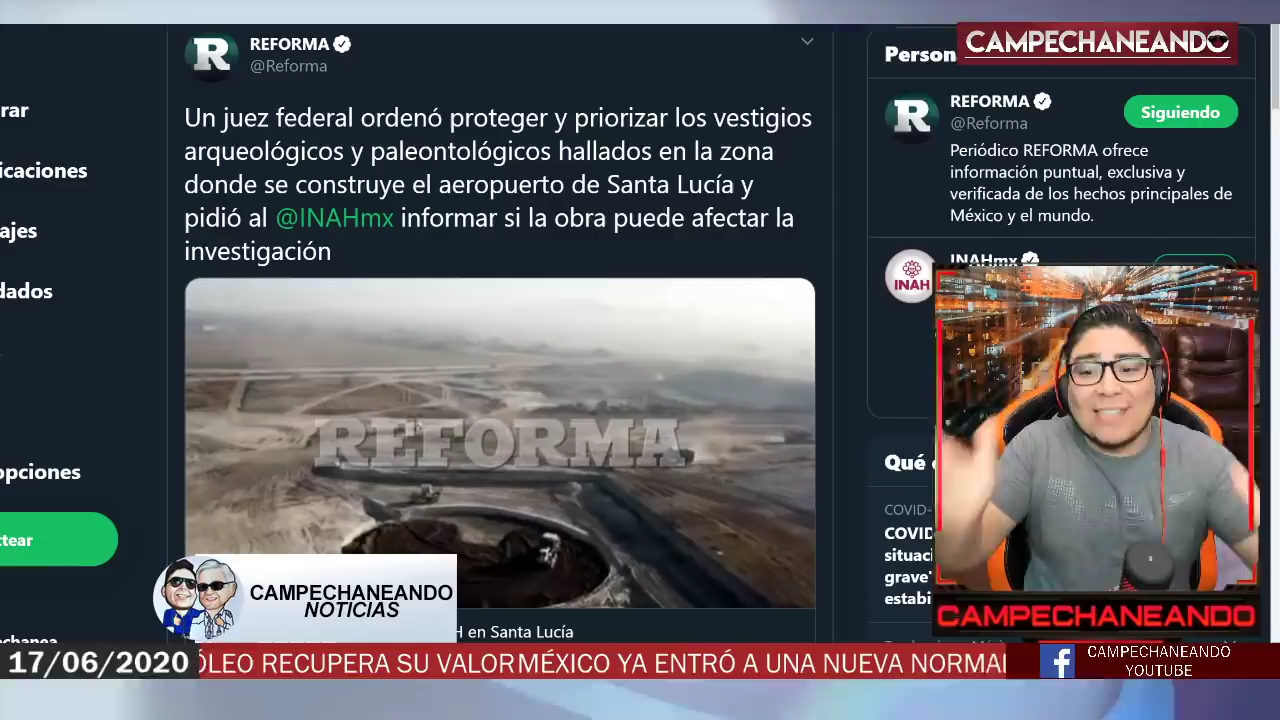 REFORMA
@Reforma
Un juez federal ordenó proteger y priorizar los vestigios
arqueológicos y paleontológicos hallados en la zona
donde se construye el aeropuerto de Santa Lucía y
pidió al @INAHmx informar si la obra puede afectar la
investigación
REFORMA
en Santa Lucía
rar
icaciones
ajes
dados
opciones
ttear
CAMPECHANEANDO
Person
REFORMA
@Reforma
Siguiendo
Periódico REFORMA ofrece
información puntual, exclusiva y
verificada de los hechos principales de
México y el mundo.
INAHmx
INAH
Qué
COVID-
COVID
situaci
grave
estabi
CAMPECHANEANDO
CAMPECHANEANDO
NOTICIAS
17/06/2020
ÓLEO RECUPERA SU VALOR MÉXICO YA ENTRÓ A UNA NUEVA NORMA
CAMPECHANEANDO
YOUTUBE